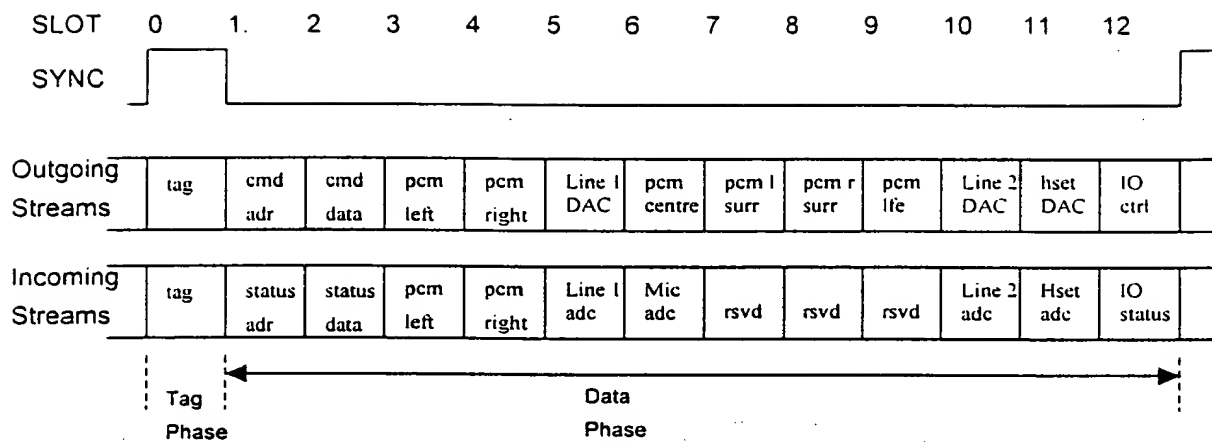 SLOT 0 1. 2 3 4 5 6 7 8 9 10 11 12
SYNC
Outgoing Streams
tag
cmd adr
cmd data
pcm left
pcm right
Line 1 DAC
pcm centre
pcm l surr
pcm r surr
pcm lfe
Line 2 DAC
hset DAC
IO ctrl
Incoming Streams
tag
status adr
status data
pcm left
pcm right
Line 1 adc
Mic adc
rsvd
rsvd
rsvd
Line 2 adc
Hset adc
IO status
Tag Phase
Data Phase